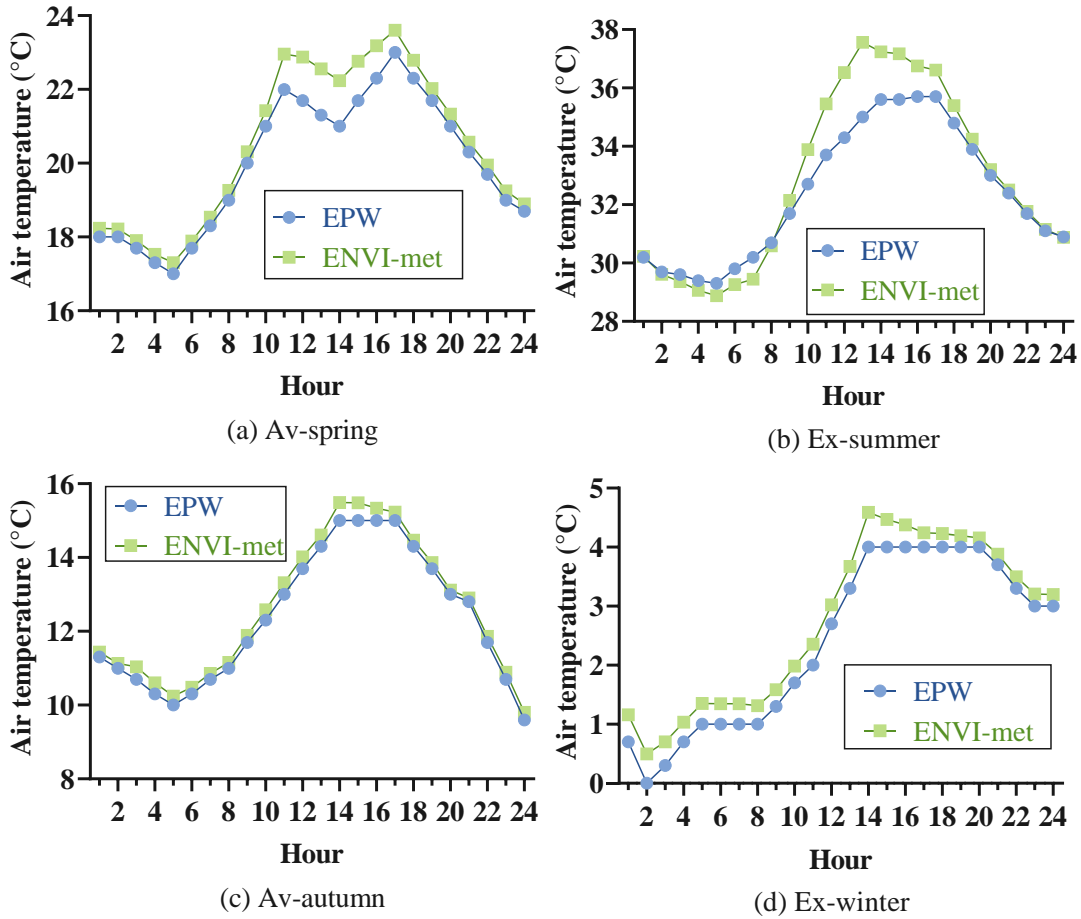 24
22
20
18
16
Air temperature (°C)
EPW
ENVI-met
2 4 6 8 10 12 14 16 18 20 22 24
Hour
(a) Av-spring
38
36
34
32
30
28
Air temperature (°C)
EPW
ENVI-met
2 4 6 8 10 12 14 16 18 20 22 24
Hour
(b) Ex-summer
16
14
12
10
8
Air temperature (°C)
EPW
ENVI-met
2 4 6 8 10 12 14 16 18 20 22 24
Hour
(c) Av-autumn
5
4
3
2
1
0
Air temperature (°C)
EPW
ENVI-met
2 4 6 8 10 12 14 16 18 20 22 24
Hour
(d) Ex-winter